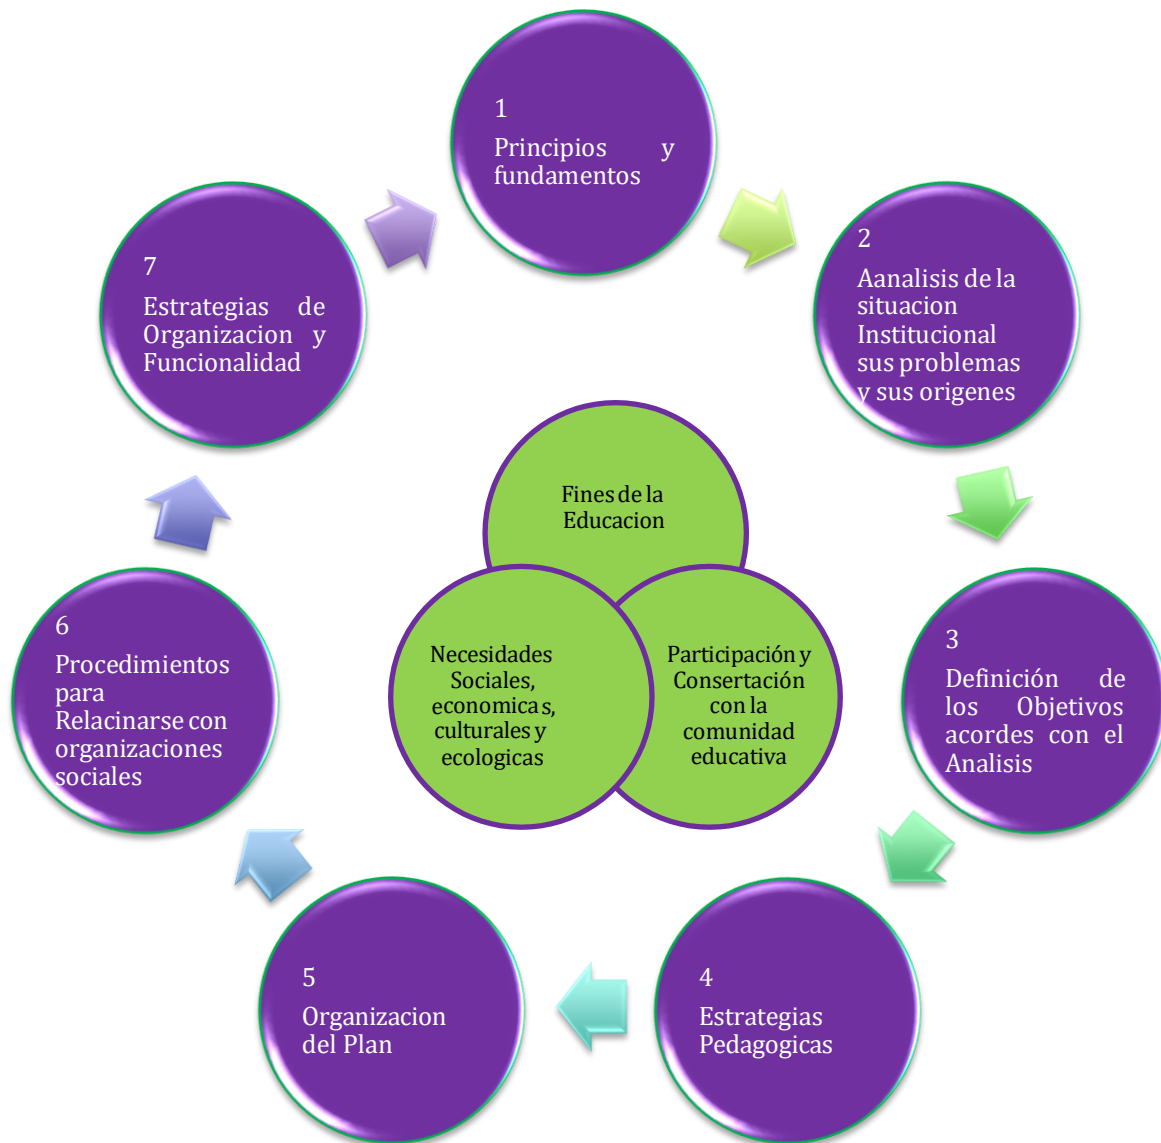 1
Principios y
fundamentos
2
Aanalisis de la
situacion
Institucional
sus problemas
y sus origenes
3
Definición de
los Objetivos
acordes con el
Analisis
4
Estrategias
Pedagogicas
5
Organizacion
del Plan
6
Procedimientos
para
Relacinarse con
organizaciones
sociales
7
Estrategias de
Organizacion y
Funcionalidad
Fines de la
Educacion
Necesidades
Sociales,
economicas,
culturales y
ecologicas
Participación y
Consertación
con la
comunidad
educativa